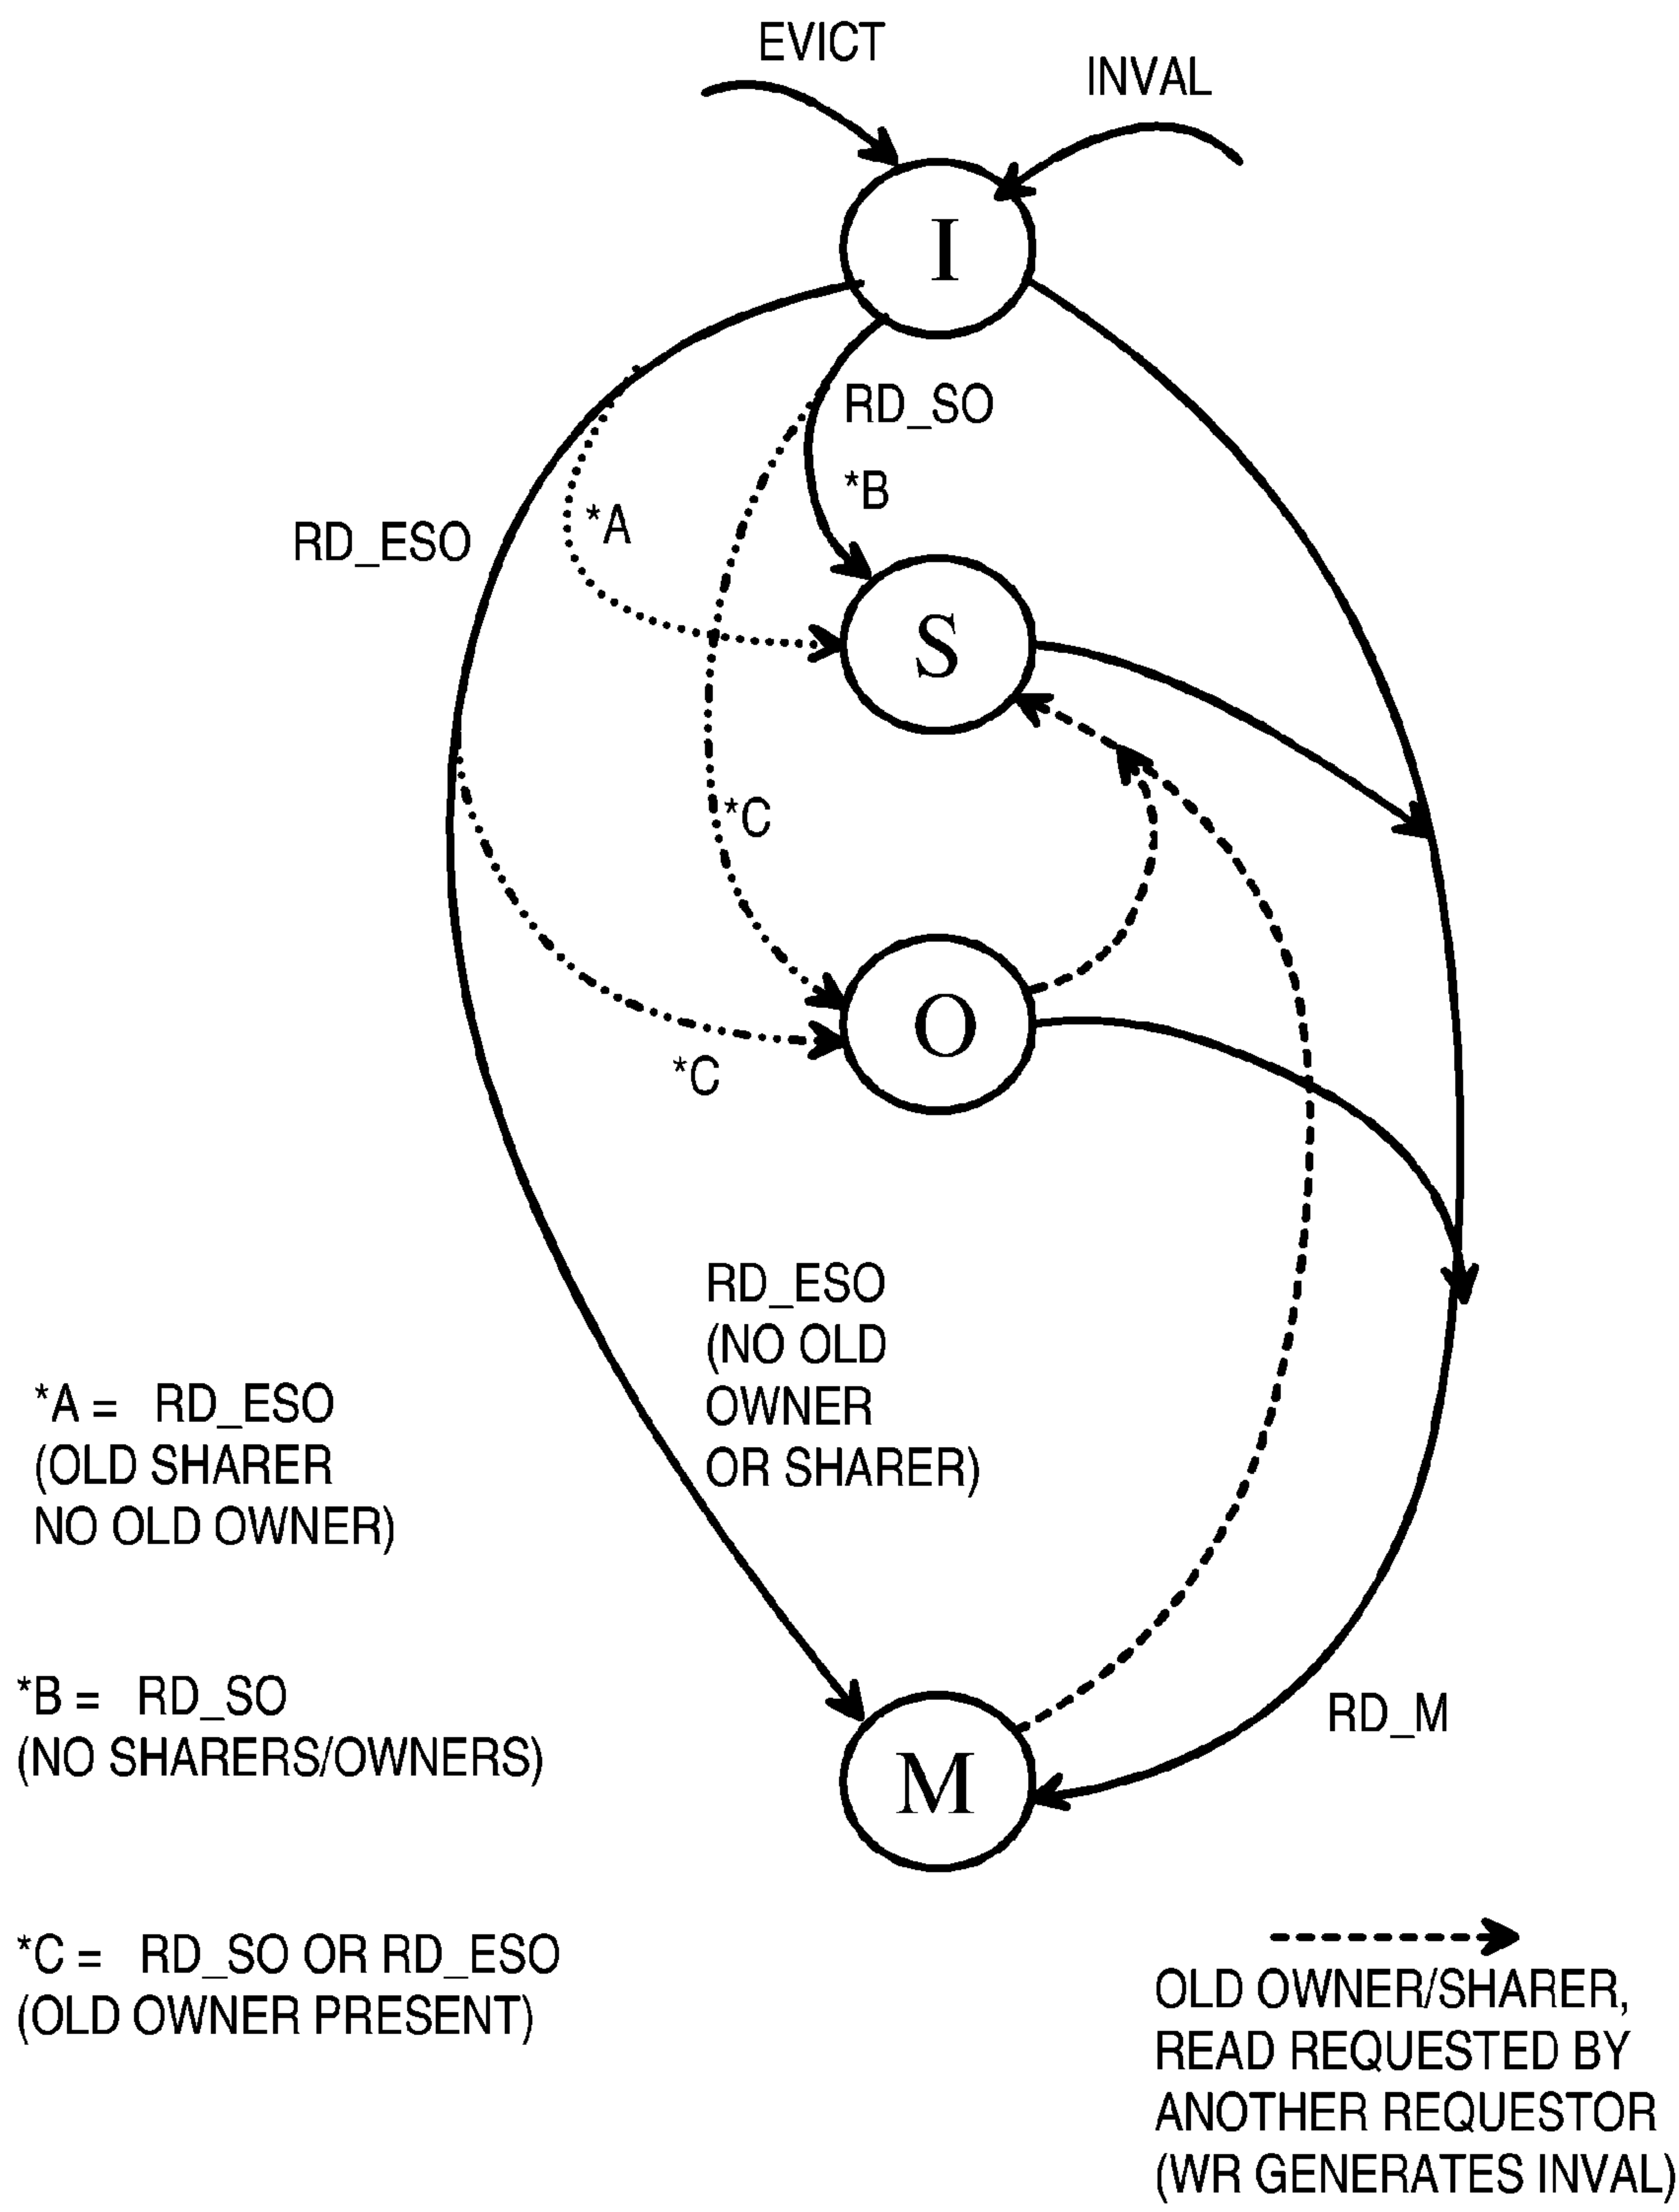 EVICT
INVAL
I
RD_SO
*B
*A
RD_ESO
S
*C
O
*C
RD_ESO
(NO OLD
OWNER
OR SHARER)
*A = RD_ESO
(OLD SHARER
NO OLD OWNER)
*B = RD_SO
(NO SHARERS/OWNERS)
RD_M
M
*C = RD_SO OR RD_ESO
(OLD OWNER PRESENT)
OLD OWNER/SHARER,
READ REQUESTED BY
ANOTHER REQUESTOR
(WR GENERATES INVAL)